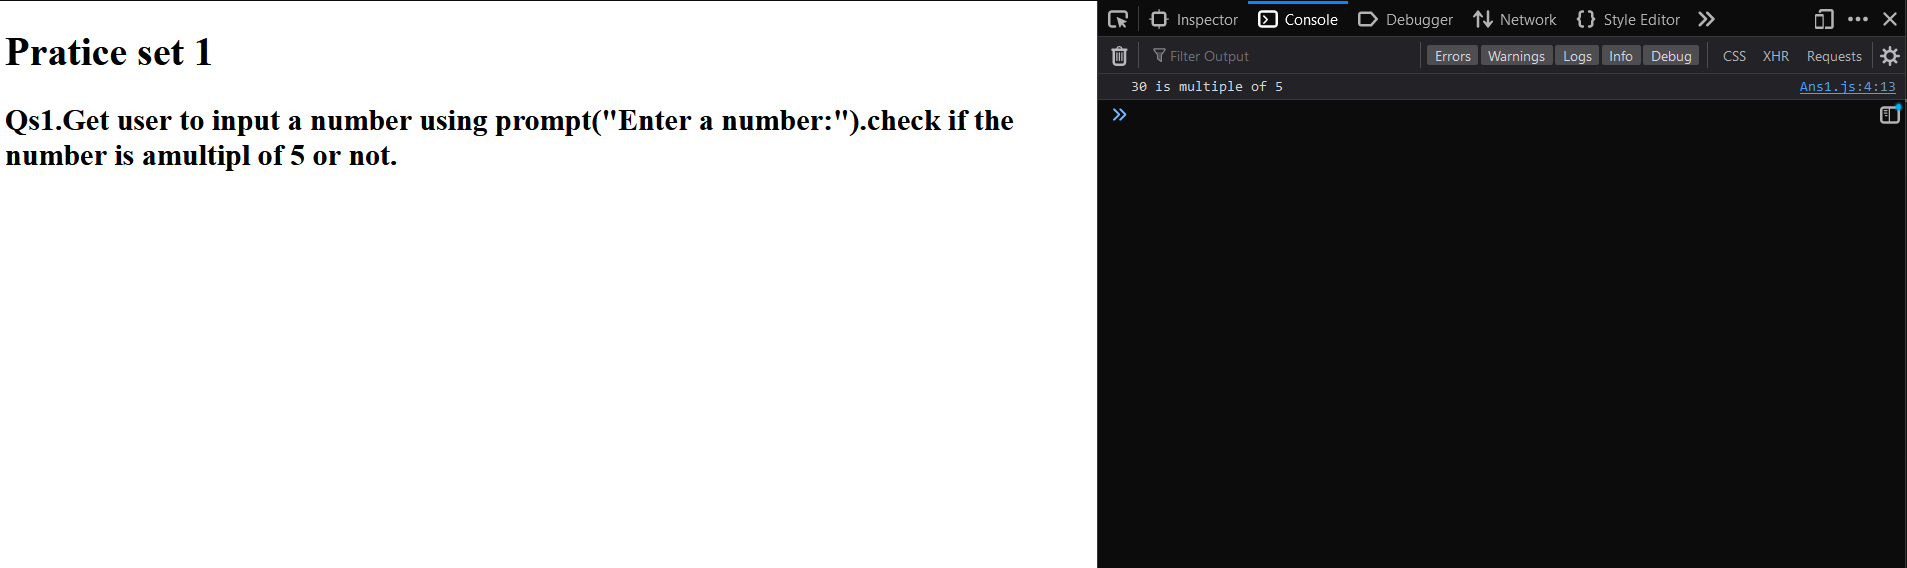 Pratice set 1
Qs1.Get user to input a number using prompt("Enter a number:").check if the
number is amultipl of 5 or not.
Inspector Console Debugger Network Style Editor
Filter Output Errors Warnings Logs Info Debug CSS XHR Requests
30 is multiple of 5 Ans1.js:4:13